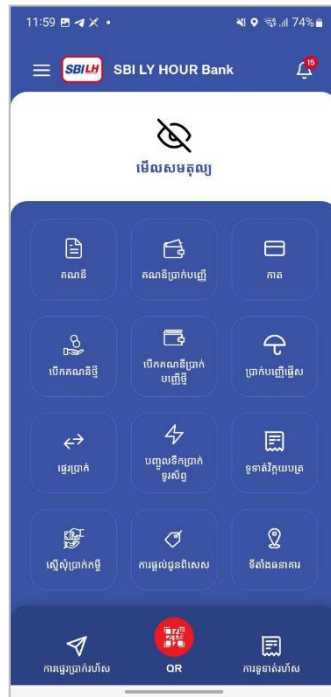 11:59
74%
SBI LH
SBI LY HOUR Bank
15
មើលសមតុល្យ
គណនី
គណនីប្រាក់បញ្ញើ
កាត
បើកគណនិថ្មី
បើកគណនីប្រាក់
បញ្ញើថ្មី
ប្រាក់បញ្ញើផ្ញើស
ផ្ទេរប្រាក់
បញ្ចូលទឹកប្រាក់
ទូរស័ព្ទ
ទូទាត់វិក្កយបត្រ
ស្នើសុំប្រាក់កម្ចី
ការផ្តល់ជូនពិសេស
ទីតាំងធនាគារ
ការផ្ទេរប្រាក់រហ័ស
QR
ការទូទាត់រហ័ស